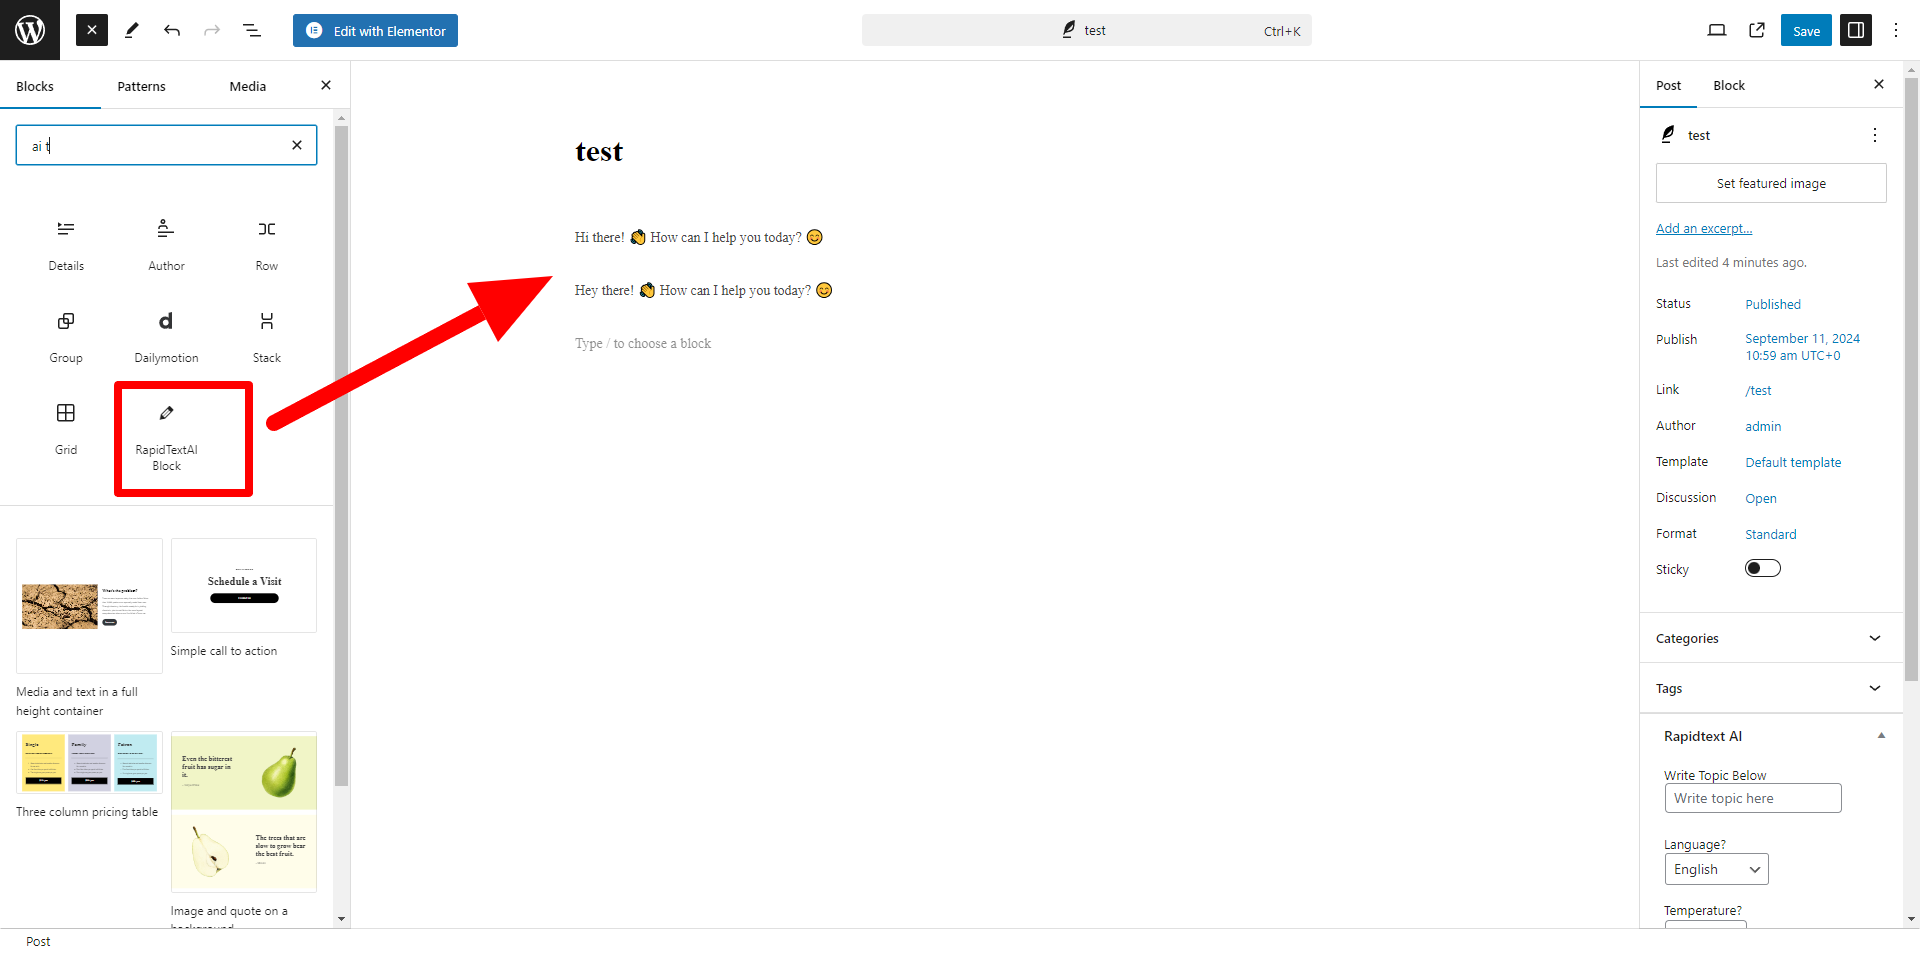 Edit with Elementor
test
Ctrl+K
Save
Blocks
Patterns
Media
ai t
Details
Author
Row
Group
Dailymotion
Stack
Grid
RapidTextAI
Block
What's the problem?
Schedule a Visit
Simple call to action
Media and text in a full
height container
Single
Family
Three column pricing table
Even the bitterest
fruit has sugar in
it.
The trees that are
slow to grow bear
the best fruit.
Image and quote on a
background
test
Hi there! 👋 How can I help you today? 😊
Hey there! 👋 How can I help you today? 😊
Type / to choose a block
Post
Block
test
Set featured image
Add an excerpt...
Last edited 4 minutes ago.
Status
Published
Publish
September 11, 2024
10:59 am UTC+0
Link
/test
Author
admin
Template
Default template
Discussion
Open
Format
Standard
Sticky
Categories
Tags
Rapidtext AI
Write Topic Below
Write topic here
Language?
English
Temperature?
Post